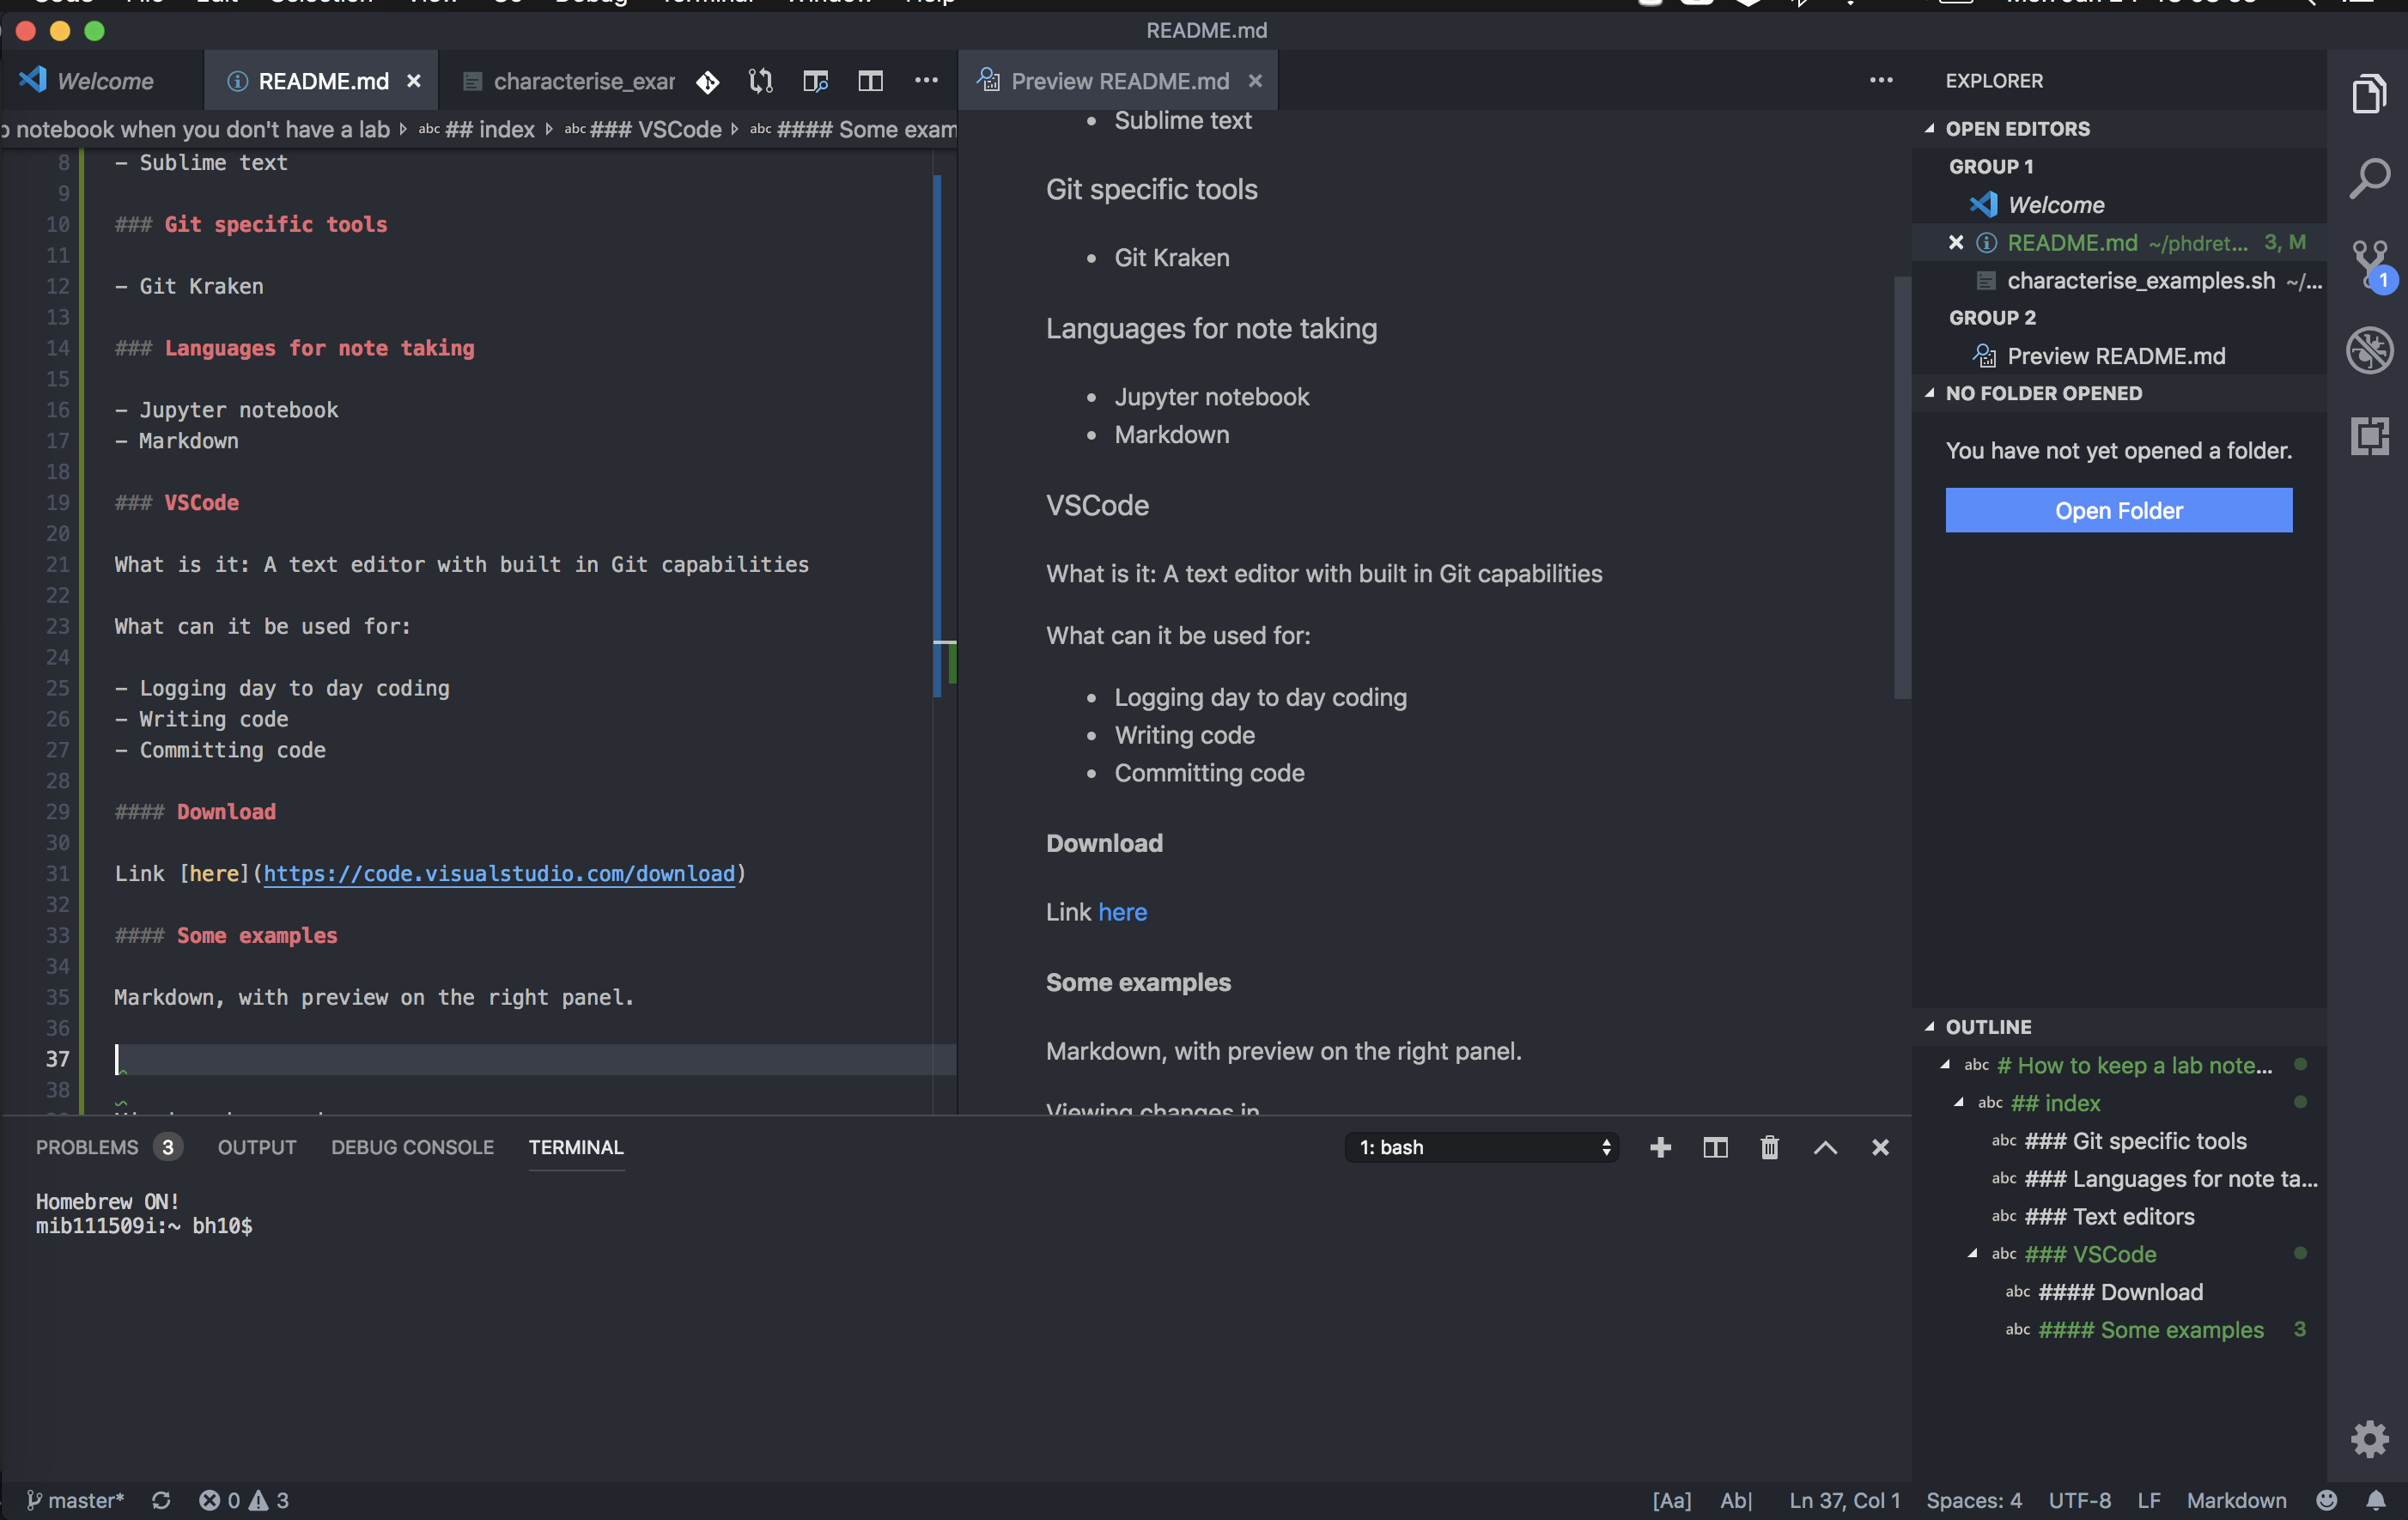 Code File Edit Selection View Go Debug Terminal Window Help
README.md
Welcome
README.md
characterise_exar
Preview README.md
notebook when you don't have a lab abc ## index abc ### VSCode abc #### Some exam
8 - Sublime text
9
10 ### Git specific tools
11
12 - Git Kraken
13
14 ### Languages for note taking
15
16 - Jupyter notebook
17 - Markdown
18
19 ### VSCode
20
21 What is it: A text editor with built in Git capabilities
22
23 What can it be used for:
24
25 - Logging day to day coding
26 - Writing code
27 - Committing code
28
29 #### Download
30
31 Link [here](https://code.visualstudio.com/download)
32
33 #### Some examples
34
35 Markdown, with preview on the right panel.
36
37
38
• Sublime text
Git specific tools
• Git Kraken
Languages for note taking
• Jupyter notebook
• Markdown
VSCode
What is it: A text editor with built in Git capabilities
What can it be used for:
• Logging day to day coding
• Writing code
• Committing code
Download
Link here
Some examples
Markdown, with preview on the right panel.
Viewing changes in
EXPLORER
OPEN EDITORS
GROUP 1
Welcome
README.md ~/phdret... 3, M
characterise_examples.sh ~/...
GROUP 2
Preview README.md
NO FOLDER OPENED
You have not yet opened a folder.
Open Folder
1
OUTLINE
abc # How to keep a lab note...
abc ## index
abc ### Git specific tools
abc ### Languages for note ta...
abc ### Text editors
abc ### VSCode
abc #### Download
abc #### Some examples 3
PROBLEMS 3 OUTPUT DEBUG CONSOLE TERMINAL
1: bash
Homebrew ON!
mib111509i:~ bh10$
master* 0 3
[Aa] Ab| Ln 37, Col 1 Spaces: 4 UTF-8 LF Markdown